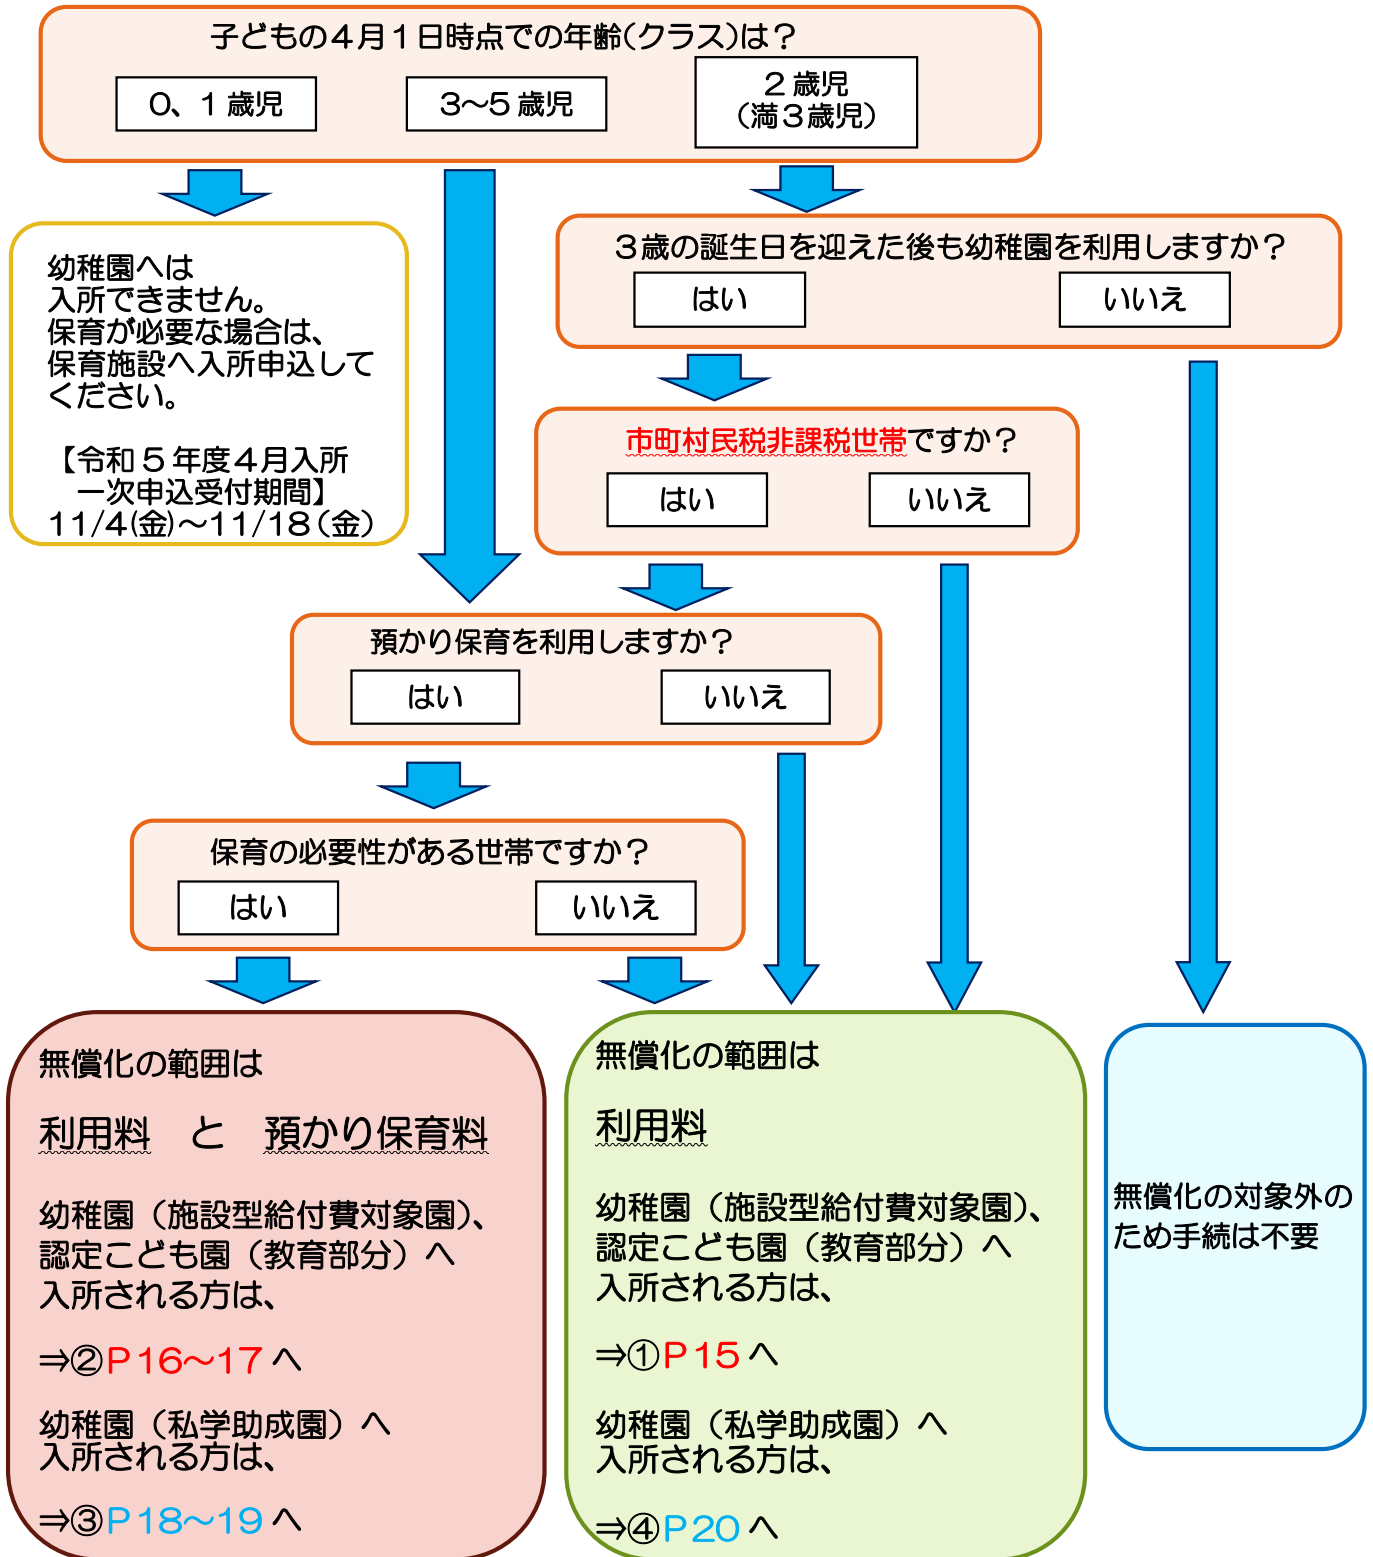 子どもの４月１日時点での年齢(クラス)は？
０、１歳児
３～５歳児
２歳児
（満３歳児）
幼稚園へは
入所できません。
保育が必要な場合は、
保育施設へ入所申込して
ください。
【令和５年度４月入所
一次申込受付期間】
11/4(金)～11/18（金）
３歳の誕生日を迎えた後も幼稚園を利用しますか？
はい
いいえ
市町村民税非課税世帯ですか？
はい
いいえ
預かり保育を利用しますか？
はい
いいえ
保育の必要性がある世帯ですか？
はい
いいえ
無償化の範囲は
利用料　と　預かり保育料
幼稚園（施設型給付費対象園）、
認定こども園（教育部分）へ
入所される方は、
⇒②Ｐ16～17へ
幼稚園（私学助成園）へ
入所される方は、
⇒③Ｐ18～19へ
無償化の範囲は
利用料
幼稚園（施設型給付費対象園）、
認定こども園（教育部分）へ
入所される方は、
⇒①Ｐ15へ
幼稚園（私学助成園）へ
入所される方は、
⇒④Ｐ20へ
無償化の対象外の
ため手続は不要